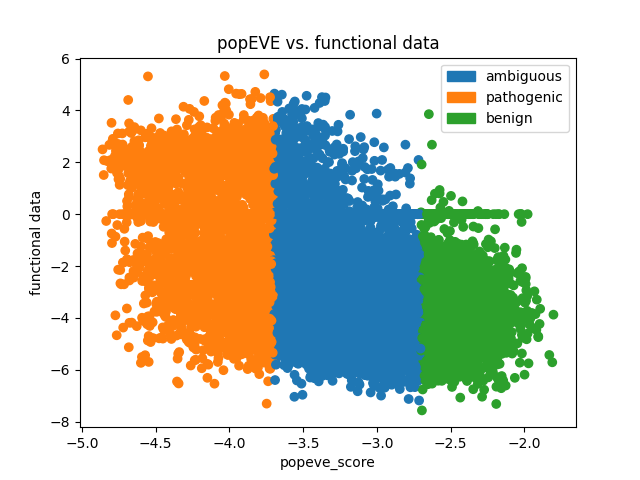 popEVE vs. functional data
ambiguous
pathogenic
benign
functional data
6
4
2
0
−2
−4
−6
−8
−5.0 −4.5 −4.0 −3.5 −3.0 −2.5 −2.0
popeve_score